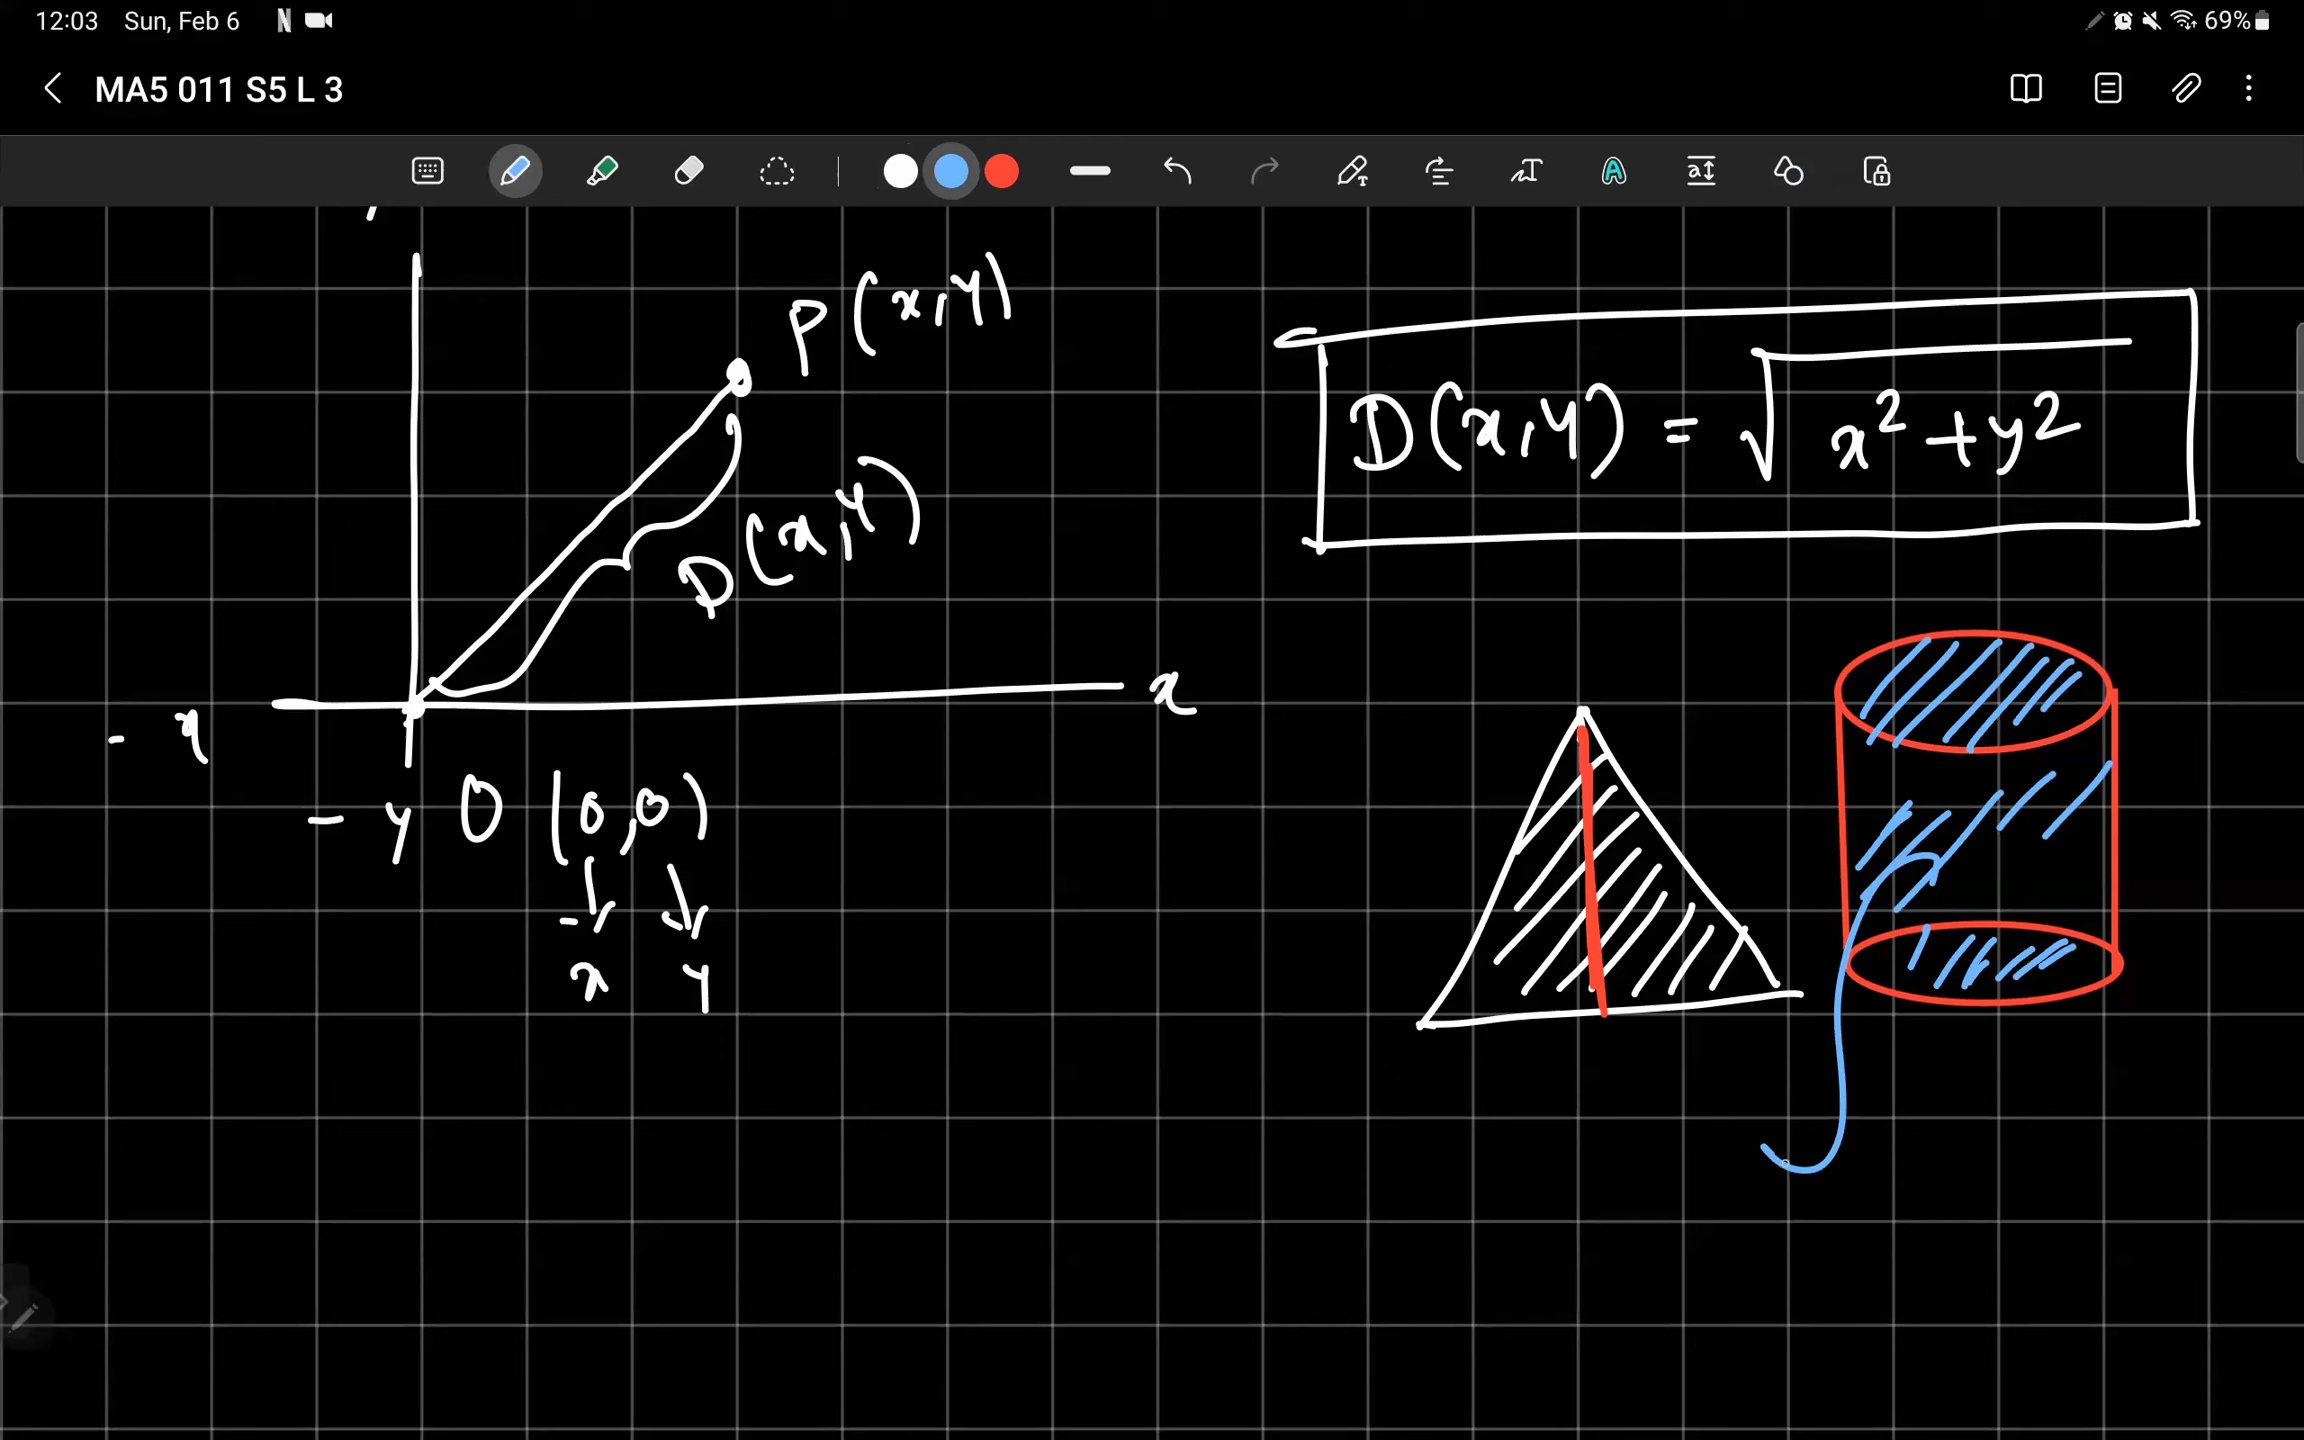 12:03 Sun, Feb 6 N 69%
MA5 011 S5 L 3
P(x,y)
D(x,y) = √x²+y²
D(x,y)
x
- x
- y O (0,0)
x y